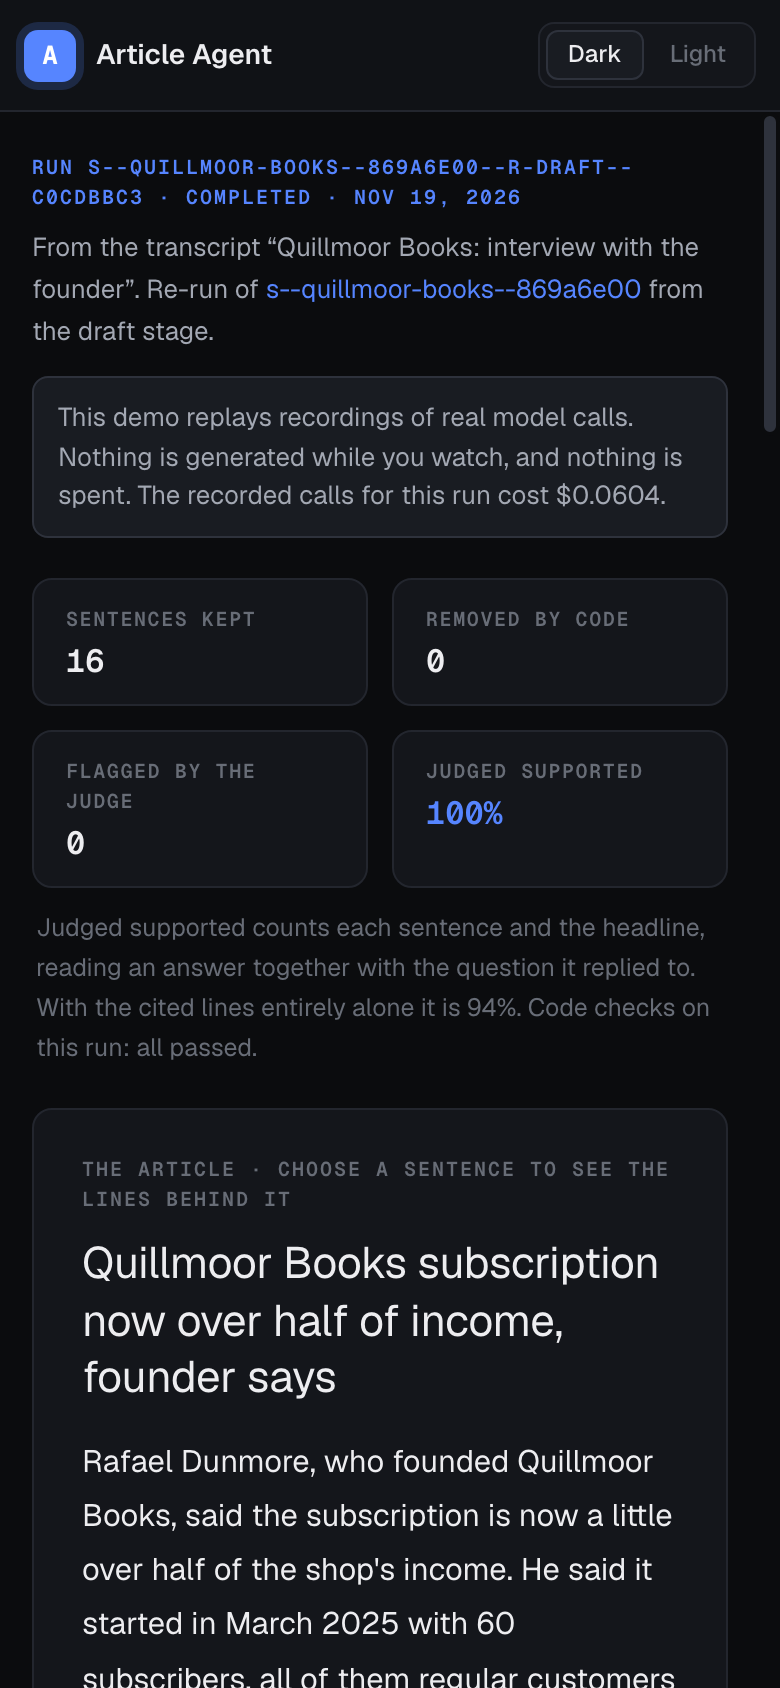 A Article Agent Dark Light
RUN S--QUILLMOOR-BOOKS--869A6E00--R-DRAFT--
C0CDBBC3 · COMPLETED · NOV 19, 2026
From the transcript “Quillmoor Books: interview with the
founder”. Re-run of s--quillmoor-books--869a6e00 from
the draft stage.
This demo replays recordings of real model calls.
Nothing is generated while you watch, and nothing is
spent. The recorded calls for this run cost $0.0604.
SENTENCES KEPT
16
REMOVED BY CODE
0
FLAGGED BY THE
JUDGE
0
JUDGED SUPPORTED
100%
Judged supported counts each sentence and the headline,
reading an answer together with the question it replied to.
With the cited lines entirely alone it is 94%. Code checks on
this run: all passed.
THE ARTICLE · CHOOSE A SENTENCE TO SEE THE
LINES BEHIND IT
Quillmoor Books subscription
now over half of income,
founder says
Rafael Dunmore, who founded Quillmoor
Books, said the subscription is now a little
over half of the shop's income. He said it
started in March 2025 with 60
subscribers, all of them regular customers